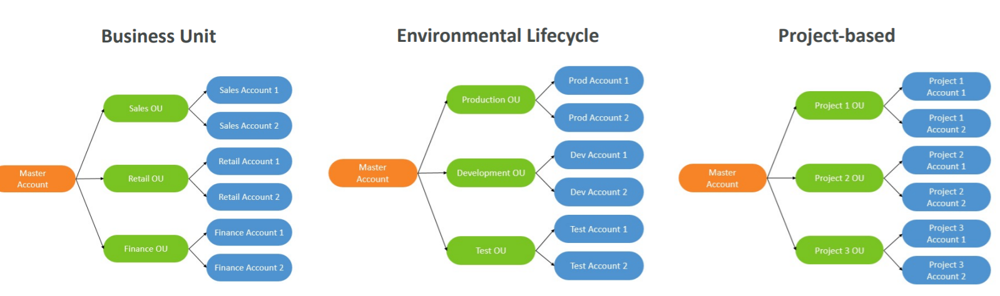 Business Unit
Master
Account
Sales OU
Sales Account 1
Sales Account 2
Retail OU
Retail Account 1
Retail Account 2
Finance OU
Finance Account 1
Finance Account 2
Environmental Lifecycle
Master
Account
Production OU
Prod Account 1
Prod Account 2
Development OU
Dev Account 1
Dev Account 2
Test OU
Test Account 1
Test Account 2
Project-based
Master
Account
Project 1 OU
Project 1
Account 1
Project 1
Account 2
Project 2 OU
Project 2
Account 1
Project 2
Account 2
Project 3 OU
Project 3
Account 1
Project 3
Account 2